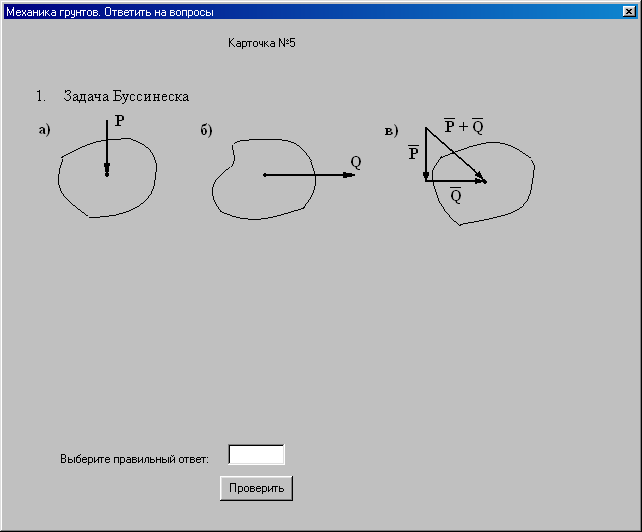 Механика грунтов. Ответить на вопросы
Карточка №5
1. Задача Буссинеска
а) P б) Q в) P + Q
P
Q
Выберите правильный ответ:
Проверить